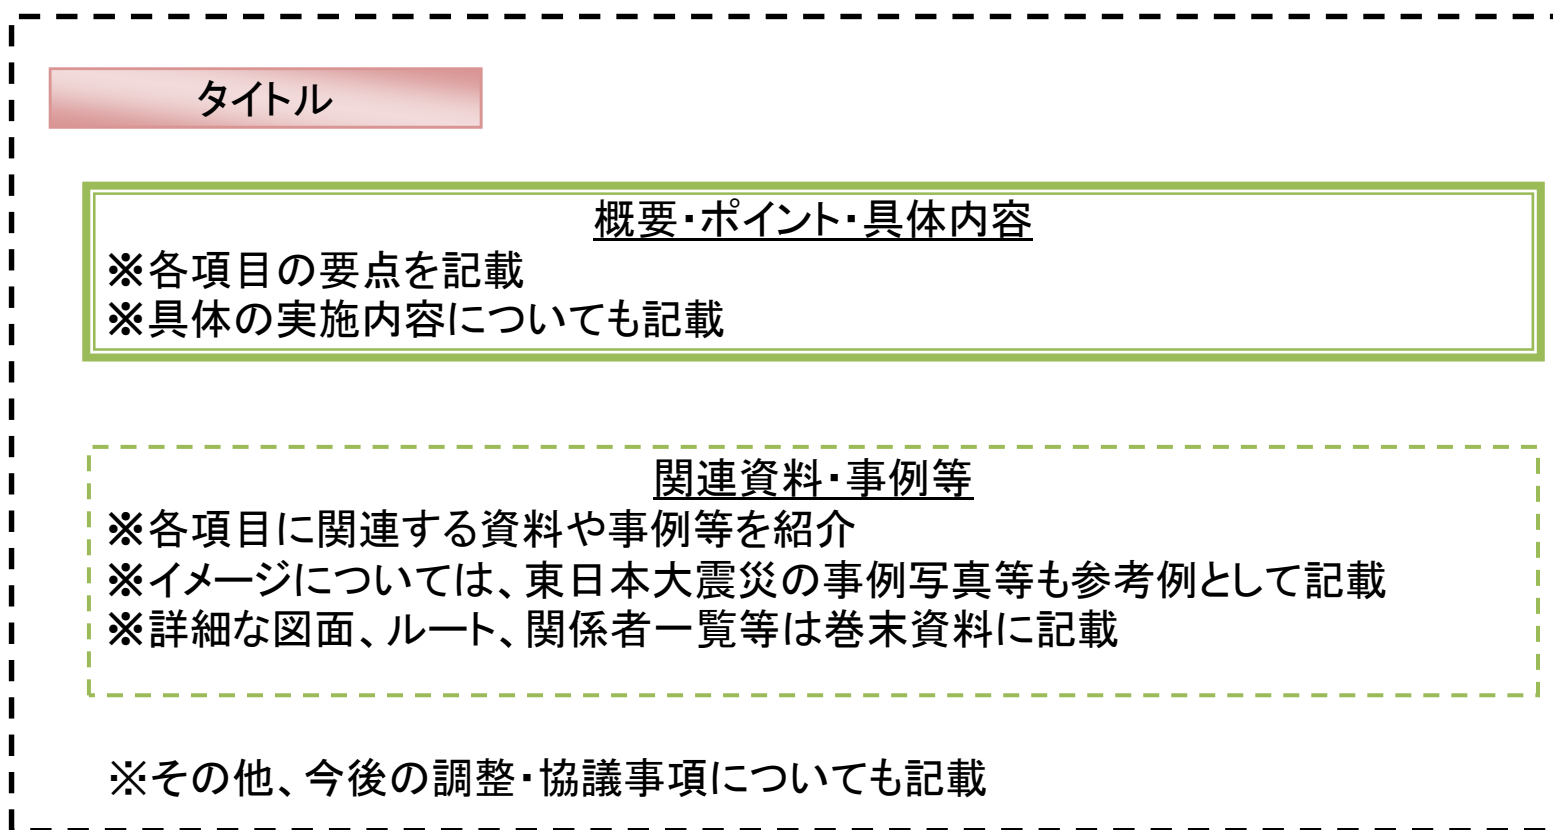 タイトル
概要・ポイント・具体内容
※各項目の要点を記載
※具体の実施内容についても記載
関連資料・事例等
※各項目に関連する資料や事例等を紹介
※イメージについては、東日本大震災の事例写真等も参考例として記載
※詳細な図面、ルート、関係者一覧等は巻末資料に記載
※その他、今後の調整・協議事項についても記載